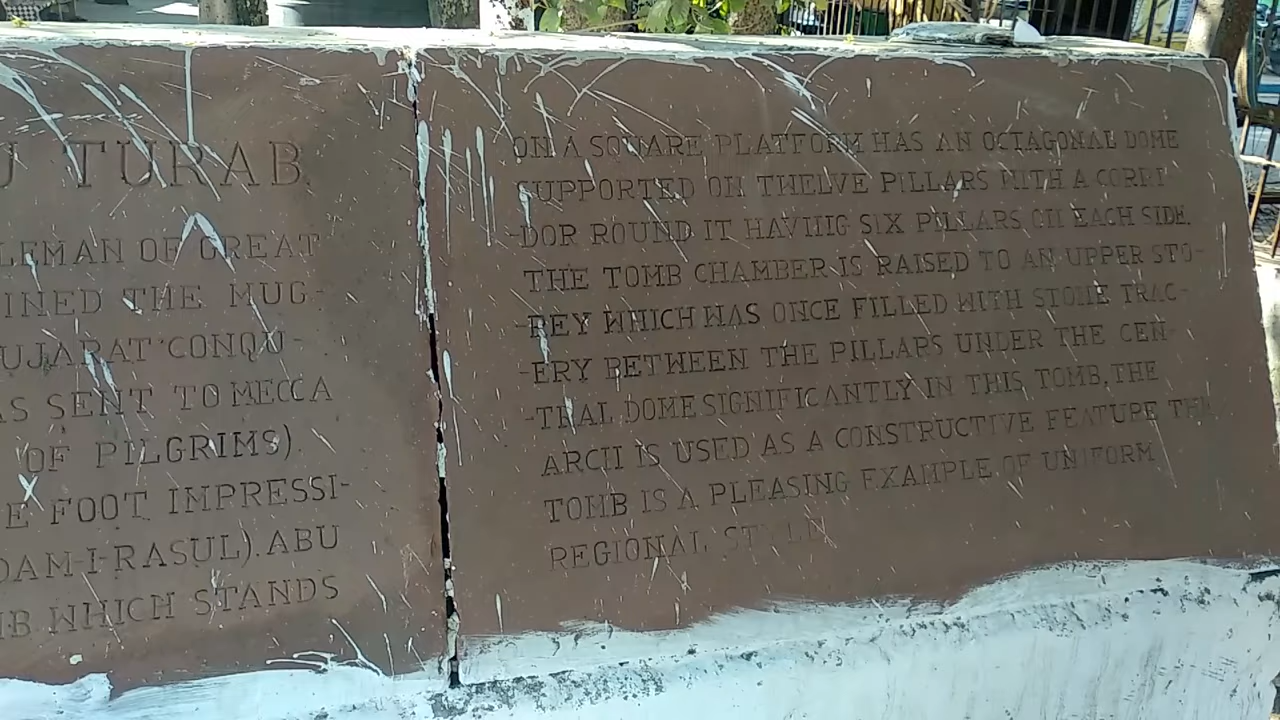 U TURAB
LEMAN OF GREAT
INED THE MUG-
UJARAT CONQU-
AS SENT TO MECCA
OF PILGRIMS).
E FOOT IMPRESSI-
DAM-I-RASUL). ABU
MB WHICH STANDS
ON A SQUARE PLATFORM HAS AN OCTAGONAL DOME
SUPPORTED ON TWELVE PILLARS WITH A CORRI
-DOR ROUND IT HAVING SIX PILLARS ON EACH SIDE.
THE TOMB CHAMBER IS RAISED TO AN UPPER STO-
-REY WHICH WAS ONCE FILLED WITH STONE TRAC-
-ERY BETWEEN THE PILLARS UNDER THE CEN-
-TRAL DOME SIGNIFICANTLY IN THIS TOMB, THE
ARCH IS USED AS A CONSTRUCTIVE FEATURE THE
TOMB IS A PLEASING EXAMPLE OF UNIFORM
REGIONAL STYLE